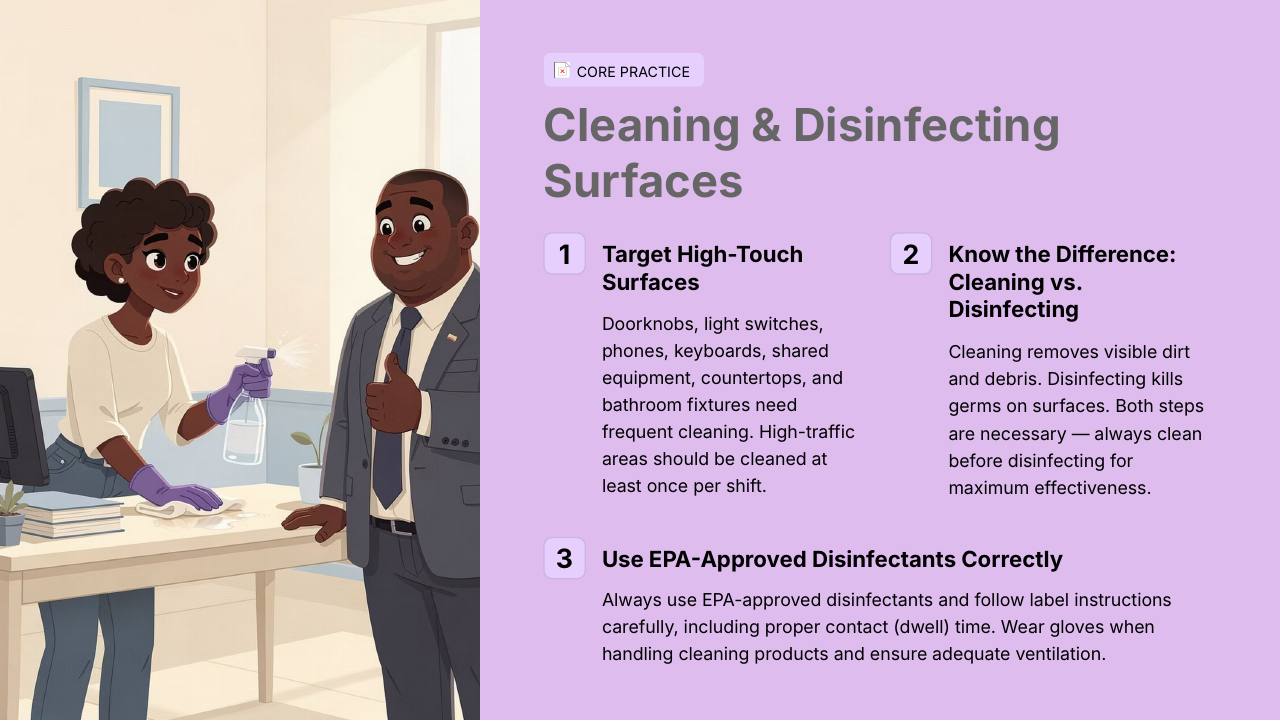 CORE PRACTICE
Cleaning & Disinfecting
Surfaces
1
Target High-Touch
Surfaces
Doorknobs, light switches,
phones, keyboards, shared
equipment, countertops, and
bathroom fixtures need
frequent cleaning. High-traffic
areas should be cleaned at
least once per shift.
2
Know the Difference:
Cleaning vs.
Disinfecting
Cleaning removes visible dirt
and debris. Disinfecting kills
germs on surfaces. Both steps
are necessary — always clean
before disinfecting for
maximum effectiveness.
3
Use EPA-Approved Disinfectants Correctly
Always use EPA-approved disinfectants and follow label instructions
carefully, including proper contact (dwell) time. Wear gloves when
handling cleaning products and ensure adequate ventilation.